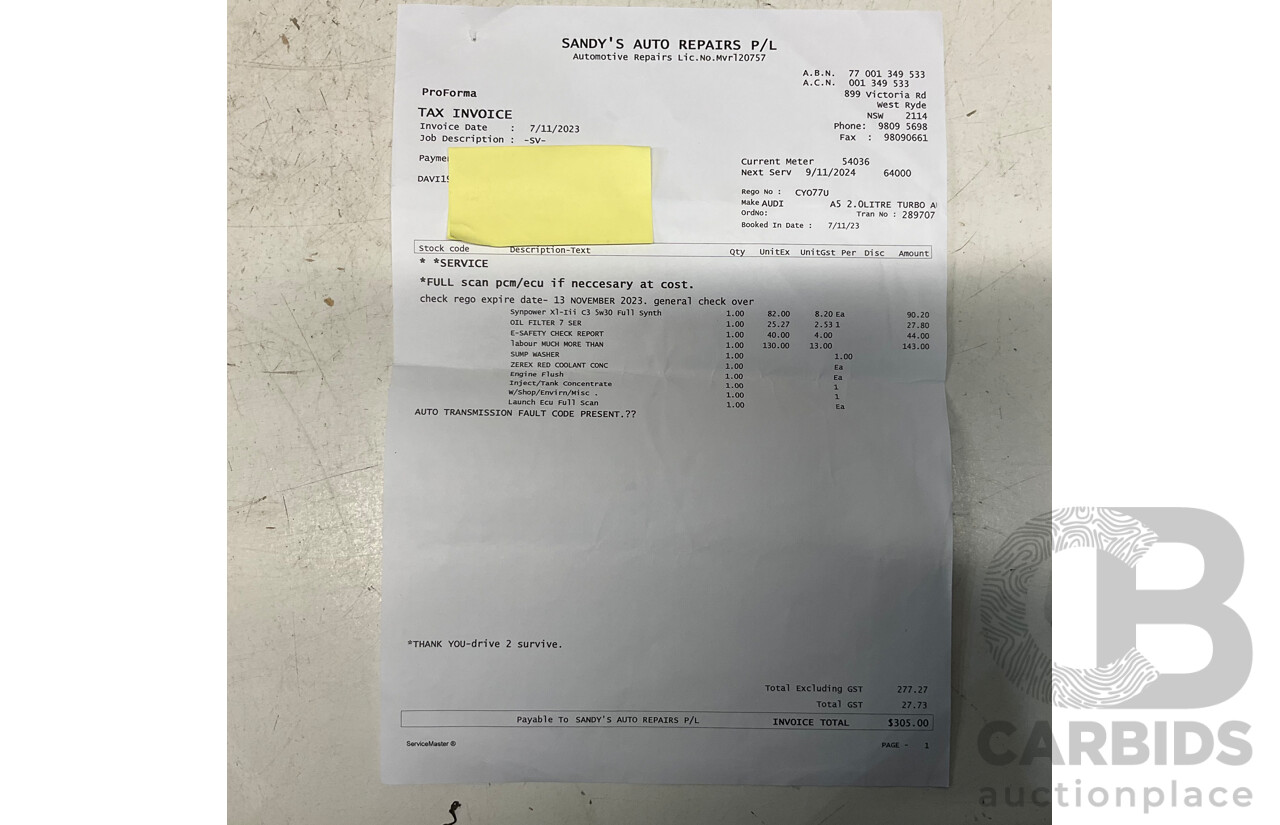 SANDY'S AUTO REPAIRS P/L
Automotive Repairs Lic.No.Mvrl20757
A.B.N. 77 001 349 533
A.C.N. 001 349 533
899 Victoria Rd
West Ryde
NSW 2114
Phone: 9809 5698
Fax : 98090661
ProForma
TAX INVOICE
Invoice Date : 7/11/2023
Job Description : -SV-
Current Meter 54036
Next Serv 9/11/2024 64000
Rego No : CYO77U
Make AUDI A5 2.0LITRE TURBO
OrdNo: Tran No : 289707
Booked In Date : 7/11/23
Stock code Description-Text Qty UnitEx UnitGst Per Disc Amount
* *SERVICE
*FULL scan pcm/ecu if neccesary at cost.
check rego expire date- 13 NOVEMBER 2023. general check over
Synpower Xl-Iii C3 5w30 Full Synth 1.00 82.00 8.20 Ea 90.20
OIL FILTER 7 SER 1.00 25.27 2.53 1 27.80
E-SAFETY CHECK REPORT 1.00 40.00 4.00 44.00
labour MUCH MORE THAN 1.00 130.00 13.00 143.00
SUMP WASHER 1.00 1.00
ZEREX RED COOLANT CONC 1.00 Ea
Engine Flush 1.00 Ea
Inject/Tank Concentrate 1.00 1
W/Shop/Envirn/Misc . 1.00 1
Launch Ecu Full Scan 1.00 Ea
AUTO TRANSMISSION FAULT CODE PRESENT.??
*THANK YOU-drive 2 survive.
Total Excluding GST 277.27
Total GST 27.73
Payable To SANDY'S AUTO REPAIRS P/L INVOICE TOTAL $305.00
ServiceMaster ® PAGE - 1
CB
CARBIDS
auctionplace